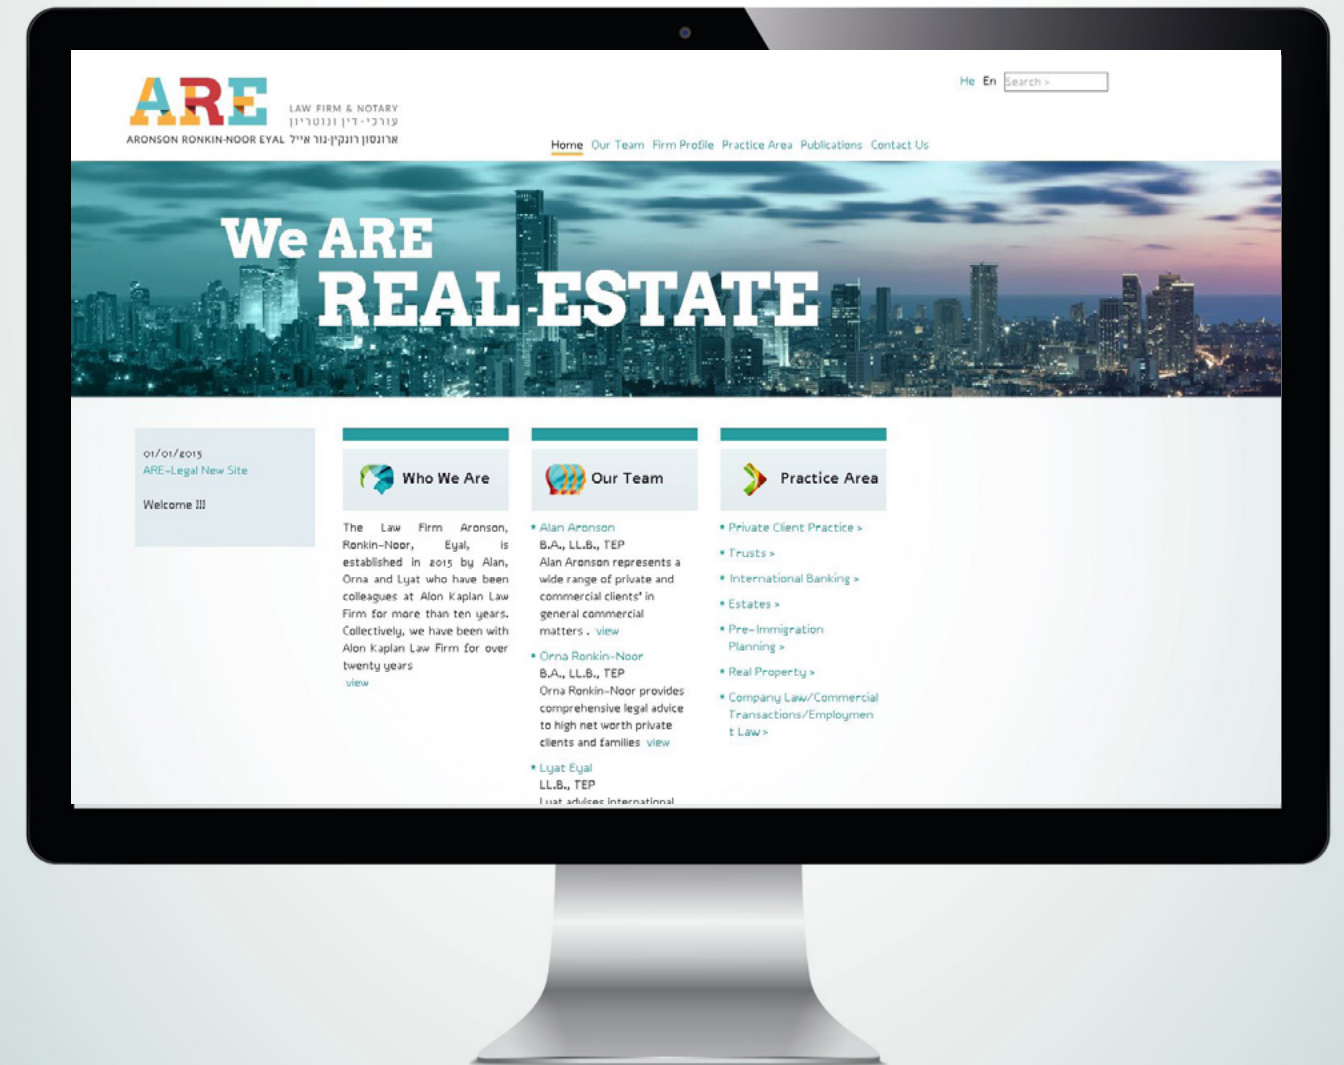 ARE
LAW FIRM & NOTARY
עורכי-דין ונוטריון
ARONSON RONKIN-NOOR EYAL ארונסון רונקין-נור אייל
He En Search >
Home Our Team Firm Profile Practice Area Publications Contact Us
We ARE
REAL-ESTATE
01/01/2015
ARE-Legal New Site
Welcome !!!
Who We Are
The Law Firm Aronson,
Ronkin-Noor, Eyal, is
established in 2015 by Alan,
Orna and Lyat who have been
colleagues at Alon Kaplan Law
Firm for more than ten years.
Collectively, we have been with
Alon Kaplan Law Firm for over
twenty years
view
Our Team
• Alan Aronson
B.A., LL.B., TEP
Alan Aronson represents a
wide range of private and
commercial clients' in
general commercial
matters . view
• Orna Ronkin-Noor
B.A., LL.B., TEP
Orna Ronkin-Noor provides
comprehensive legal advice
to high net worth private
clients and families view
• Lyat Eyal
LL.B., TEP
Lyat advises international
Practice Area
• Private Client Practice >
• Trusts >
• International Banking >
• Estates >
• Pre-Immigration
Planning >
• Real Property >
• Company Law/Commercial
Transactions/Employmen
t Law >